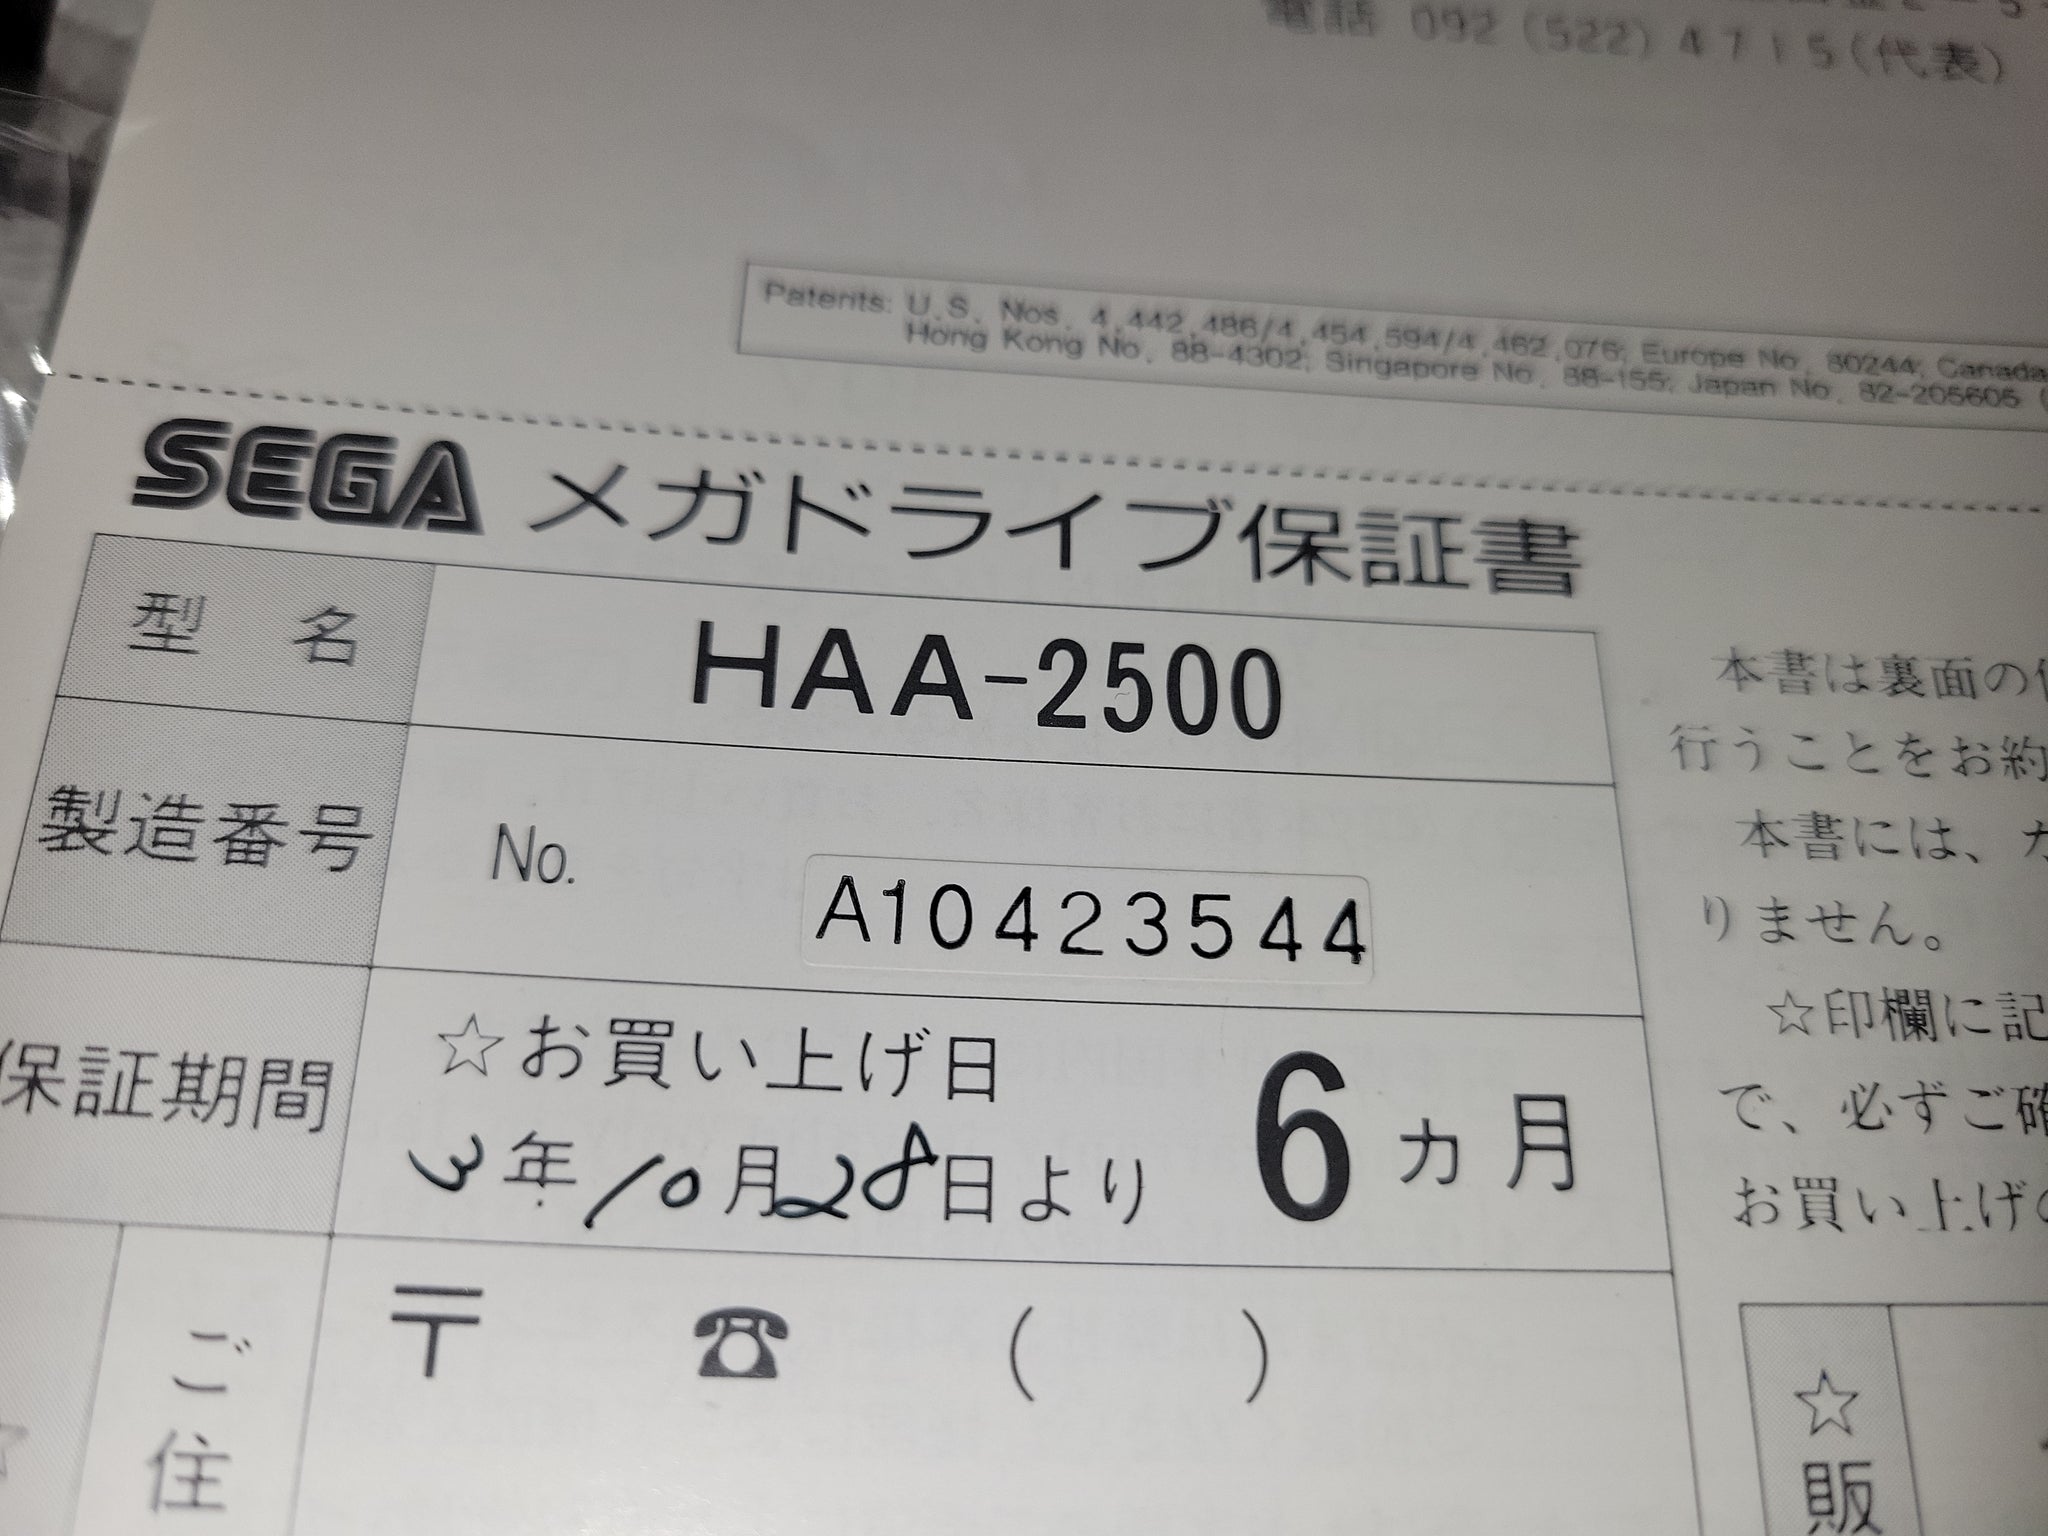 電話 092 (522) 4715(代表)
Patents: U.S. Nos. 4,442,486/4,454,594/4,462,076; Europe No. 80244; Canada
Hong Kong No. 88-4302; Singapore No. 88-155; Japan No. 82-205605 (
SEGA メガドライブ保証書
型 名 HAA-2500
製造番号 No. A10423544
保証期間 ☆お買い上げ日
3年10月28日より 6ヵ月
〒 ☎ ( )
ご住
本書は裏面の
行うことをお約
本書には、
りません。
☆印欄に記
で、必ずご確
お買い上げの
☆販